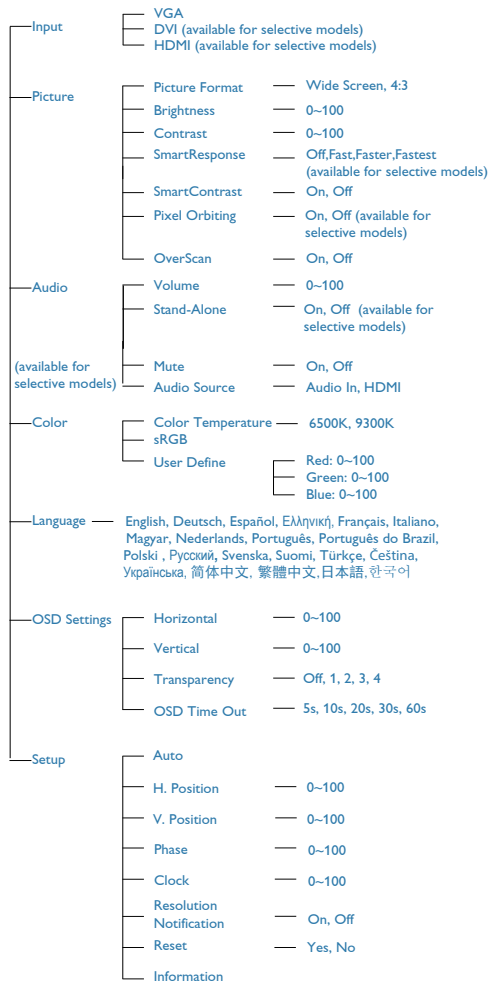 Input
VGA
DVI (available for selective models)
HDMI (available for selective models)
Picture
Picture Format
Wide Screen, 4:3
Brightness
0~100
Contrast
0~100
SmartResponse
Off,Fast,Faster,Fastest
(available for selective models)
SmartContrast
On, Off
Pixel Orbiting
On, Off (available for
selective models)
OverScan
On, Off
Audio
(available for
selective models)
Volume
0~100
Stand-Alone
On, Off (available for
selective models)
Mute
On, Off
Audio Source
Audio In, HDMI
Color
Color Temperature
6500K, 9300K
sRGB
User Define
Red: 0~100
Green: 0~100
Blue: 0~100
Language
English, Deutsch, Español, Ελληνική, Français, Italiano,
Magyar, Nederlands, Português, Português do Brazil,
Polski , Русский, Svenska, Suomi, Türkçe, Čeština,
Українська, 简体中文, 繁體中文,日本語,한국어
OSD Settings
Horizontal
0~100
Vertical
0~100
Transparency
Off, 1, 2, 3, 4
OSD Time Out
5s, 10s, 20s, 30s, 60s
Setup
Auto
H. Position
0~100
V. Position
0~100
Phase
0~100
Clock
0~100
Resolution
Notification
On, Off
Reset
Yes, No
Information